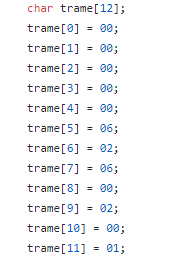 char trame[12];
trame[0] = 00;
trame[1] = 00;
trame[2] = 00;
trame[3] = 00;
trame[4] = 00;
trame[5] = 06;
trame[6] = 02;
trame[7] = 06;
trame[8] = 00;
trame[9] = 02;
trame[10] = 00;
trame[11] = 01;